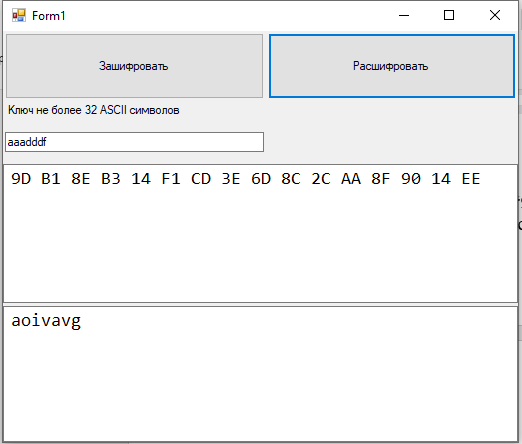 Form1
Зашифровать
Расшифровать
Ключ не более 32 ASCII символов
aaadddf
9D B1 8E B3 14 F1 CD 3E 6D 8C 2C AA 8F 90 14 EE
aoivavg